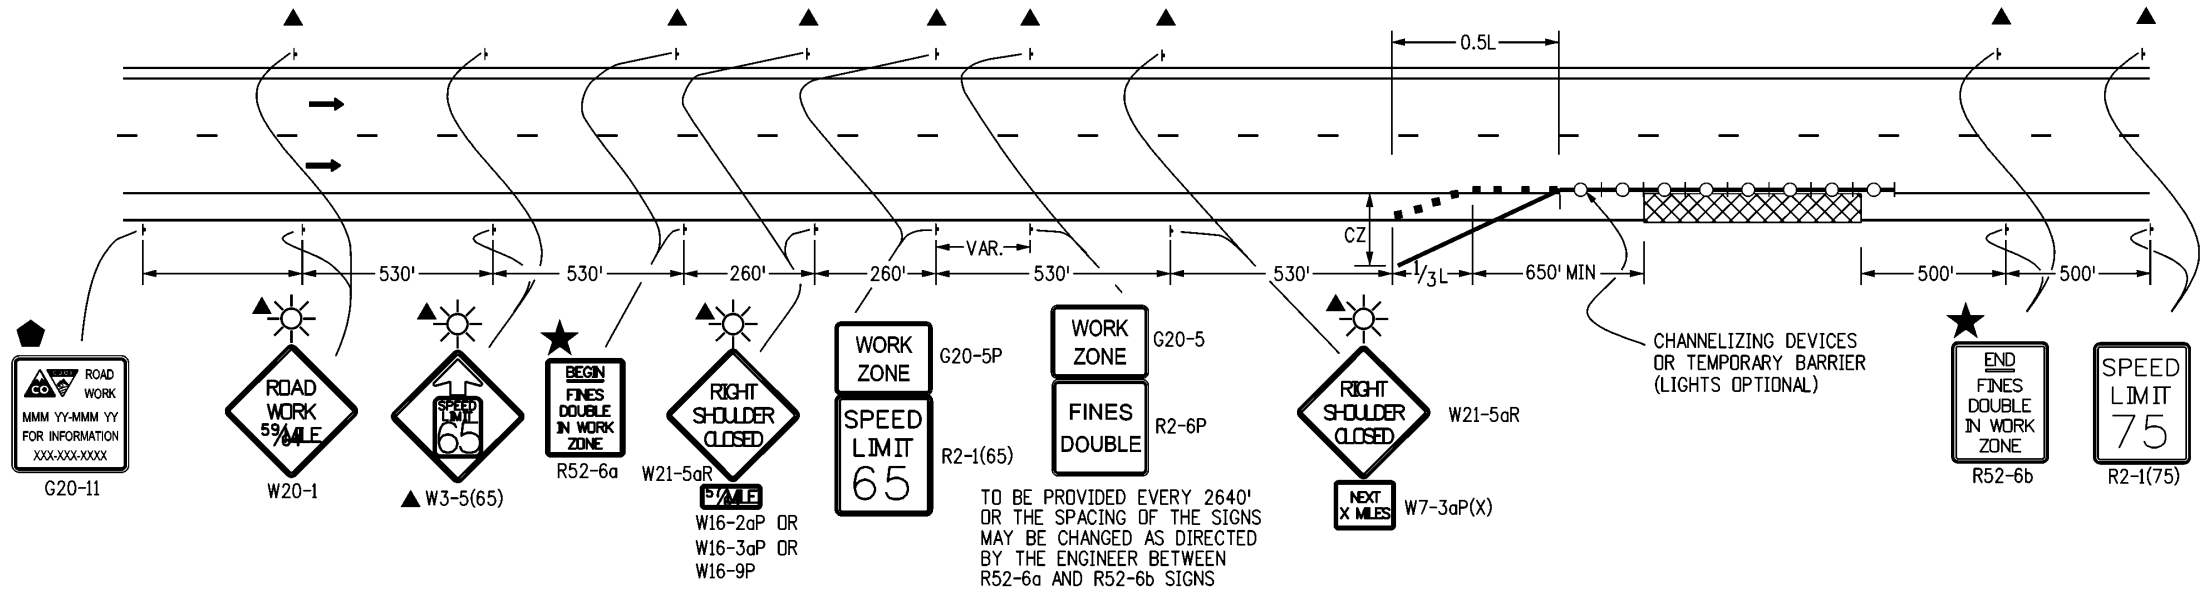 0.5L
CZ
VAR.
530'
530'
260'
260'
530'
530'
1/3L
650' MIN
500'
500'
CO
ROAD
WORK
MMM YY-MMM YY
FOR INFORMATION
XXX-XXX-XXXX
G20-11
ROAD
WORK
59/64 MILE
W20-1
SPEED
LIMIT
65
W3-5(65)
BEGIN
FINES
DOUBLE
IN WORK
ZONE
R52-6a
RIGHT
SHOULDER
CLOSED
W21-5aR
MILE
W16-2aP OR
W16-3aP OR
W16-9P
WORK
ZONE
G20-5P
SPEED
LIMIT
65
R2-1(65)
WORK
ZONE
G20-5
FINES
DOUBLE
R2-6P
TO BE PROVIDED EVERY 2640'
OR THE SPACING OF THE SIGNS
MAY BE CHANGED AS DIRECTED
BY THE ENGINEER BETWEEN
R52-6a AND R52-6b SIGNS
RIGHT
SHOULDER
CLOSED
W21-5aR
NEXT
X MILES
W7-3aP(X)
CHANNELIZING DEVICES
OR TEMPORARY BARRIER
(LIGHTS OPTIONAL)
END
FINES
DOUBLE
IN WORK
ZONE
R52-6b
SPEED
LIMIT
75
R2-1(75)